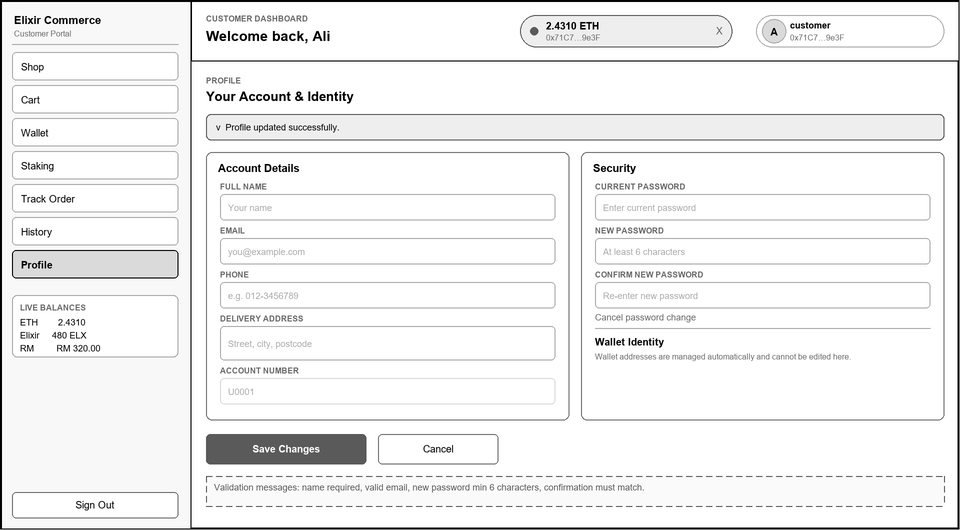 Elixir Commerce
Customer Portal
Shop
Cart
Wallet
Staking
Track Order
History
Profile
LIVE BALANCES
ETH 2.4310
Elixir 480 ELX
RM RM 320.00
Sign Out
CUSTOMER DASHBOARD
Welcome back, Ali
2.4310 ETH
0x71C7...9e3F
X
A
customer
0x71C7...9e3F
PROFILE
Your Account & Identity
v Profile updated successfully.
Account Details
FULL NAME
Your name
EMAIL
you@example.com
PHONE
e.g. 012-3456789
DELIVERY ADDRESS
Street, city, postcode
ACCOUNT NUMBER
U0001
Security
CURRENT PASSWORD
Enter current password
NEW PASSWORD
At least 6 characters
CONFIRM NEW PASSWORD
Re-enter new password
Cancel password change
Wallet Identity
Wallet addresses are managed automatically and cannot be edited here.
Save Changes
Cancel
Validation messages: name required, valid email, new password min 6 characters, confirmation must match.